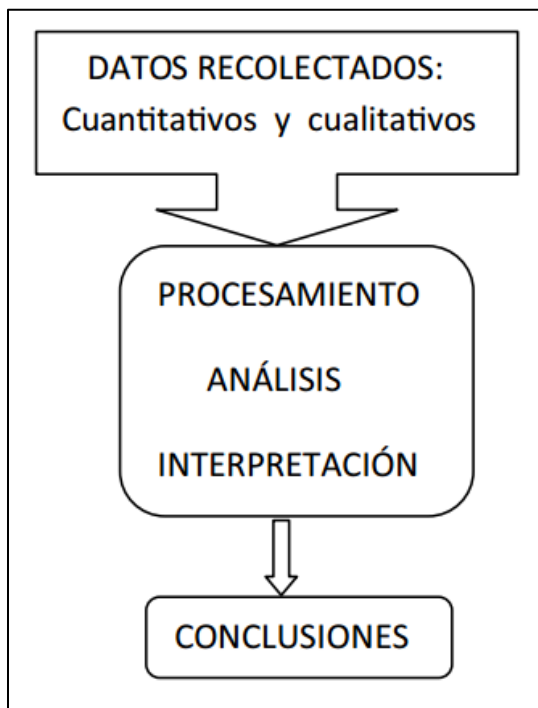 DATOS RECOLECTADOS:
Cuantitativos y cualitativos
PROCESAMIENTO
ANÁLISIS
INTERPRETACIÓN
CONCLUSIONES